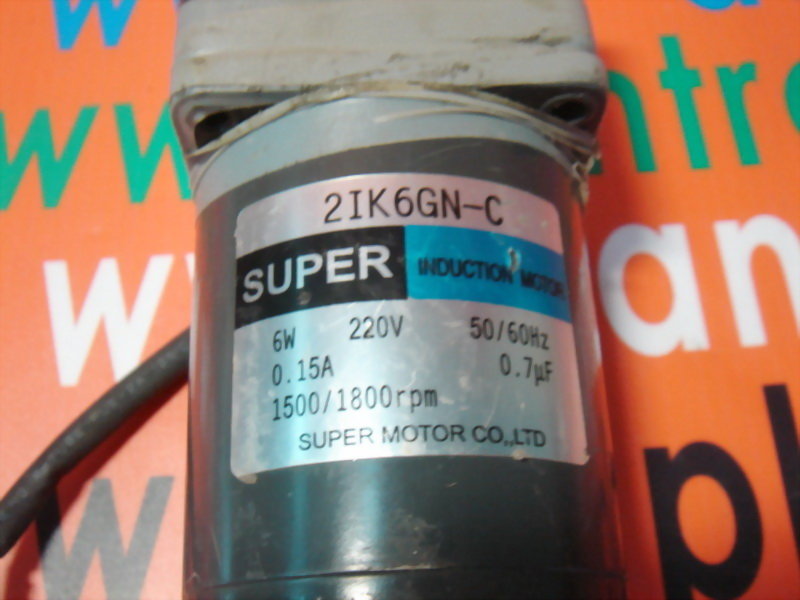 2IK6GN-C
SUPER INDUCTION MOTOR
6W 220V 50/60Hz
0.15A 0.7µF
1500/1800rpm
SUPER MOTOR CO,.LTD